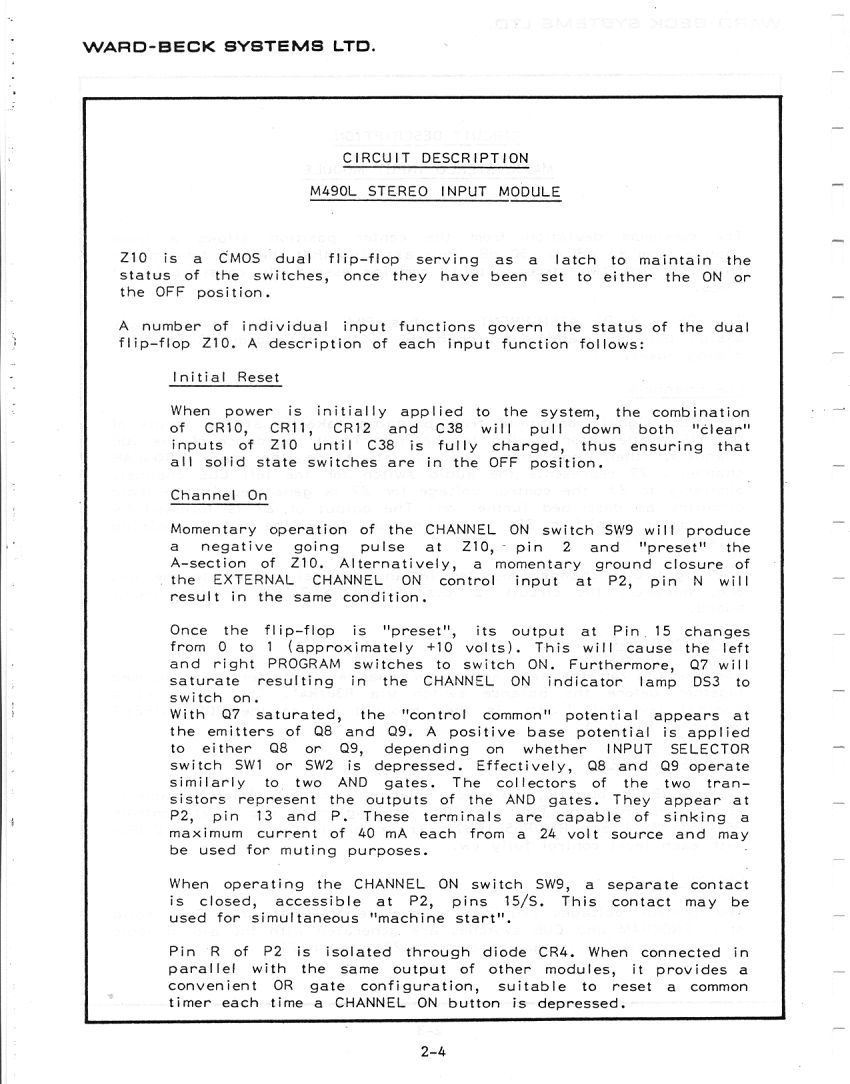 WARD-BECK SYSTEMS LTD.
CIRCUIT DESCRIPTION
M490L STEREO INPUT MODULE
Z10 is a CMOS dual flip-flop serving as a latch to maintain the
status of the switches, once they have been set to either the ON or
the OFF position.
A number of individual input functions govern the status of the dual
flip-flop Z10. A description of each input function follows:
Initial Reset
When power is initially applied to the system, the combination
of CR10, CR11, CR12 and C38 will pull down both "clear"
inputs of Z10 until C38 is fully charged, thus ensuring that
all solid state switches are in the OFF position.
Channel On
Momentary operation of the CHANNEL ON switch SW9 will produce
a negative going pulse at Z10, pin 2 and "preset" the
A-section of Z10. Alternatively, a momentary ground closure of
the EXTERNAL CHANNEL ON control input at P2, pin N will
result in the same condition.
Once the flip-flop is "preset", its output at Pin 15 changes
from 0 to 1 (approximately +10 volts). This will cause the left
and right PROGRAM switches to switch ON. Furthermore, Q7 will
saturate resulting in the CHANNEL ON indicator lamp DS3 to
switch on.
With Q7 saturated, the "control common" potential appears at
the emitters of Q8 and Q9. A positive base potential is applied
to either Q8 or Q9, depending on whether INPUT SELECTOR
switch SW1 or SW2 is depressed. Effectively, Q8 and Q9 operate
similarly to two AND gates. The collectors of the two tran-
sistors represent the outputs of the AND gates. They appear at
P2, pin 13 and P. These terminals are capable of sinking a
maximum current of 40 mA each from a 24 volt source and may
be used for muting purposes.
When operating the CHANNEL ON switch SW9, a separate contact
is closed, accessible at P2, pins 15/S. This contact may be
used for simultaneous "machine start".
Pin R of P2 is isolated through diode CR4. When connected in
parallel with the same output of other modules, it provides a
convenient OR gate configuration, suitable to reset a common
timer each time a CHANNEL ON button is depressed.
2-4